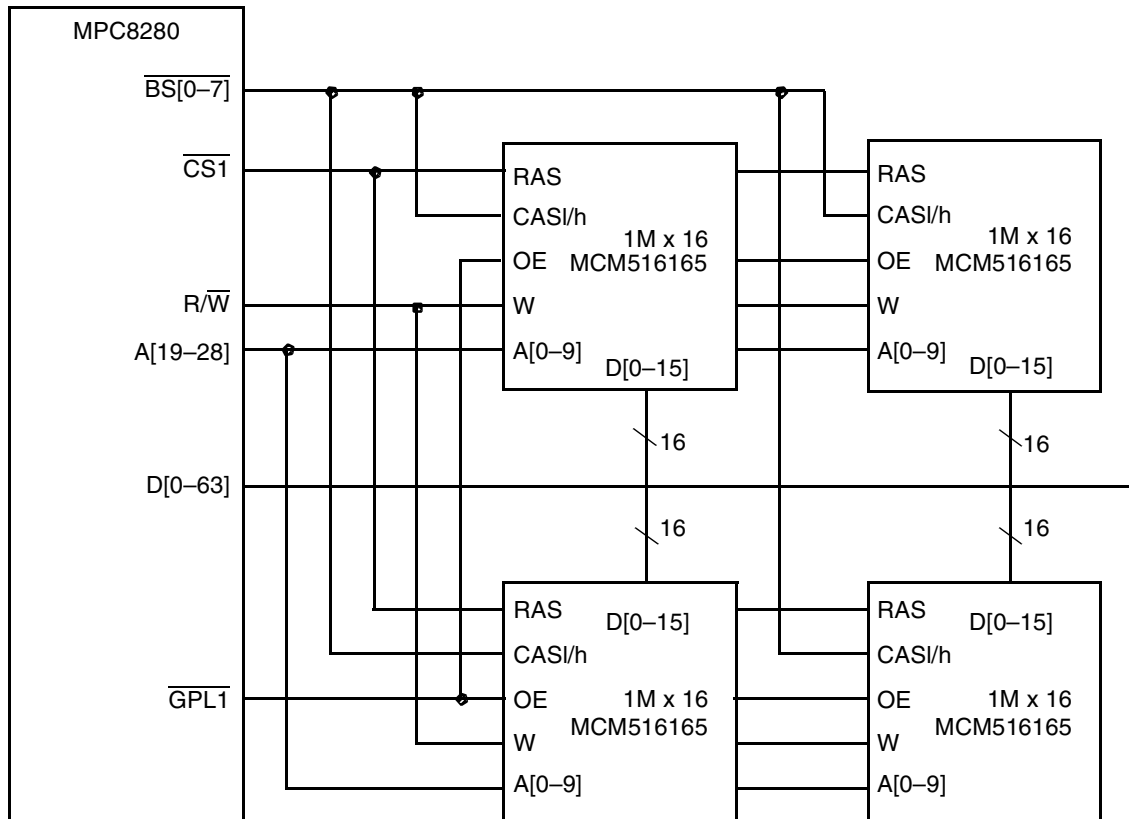 MPC8280
BS[0–7]
CS1
R/W
A[19–28]
D[0–63]
GPL1
RAS
CASl/h
1M x 16
OE
MCM516165
W
A[0–9]
D[0–15]
RAS
CASl/h
1M x 16
OE
MCM516165
W
A[0–9]
D[0–15]
16
16
16
16
RAS
D[0–15]
CASl/h
OE
1M x 16
MCM516165
W
A[0–9]
RAS
D[0–15]
CASl/h
OE
1M x 16
MCM516165
W
A[0–9]